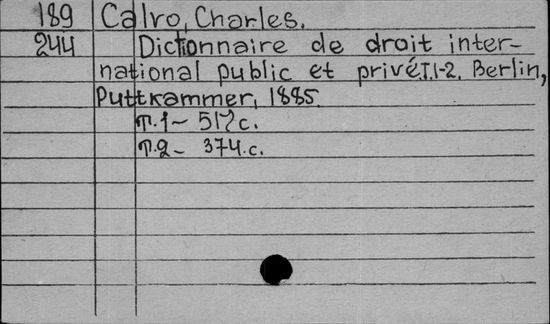 189 Calvo, Charles.
244 Dictionnaire de droit inter-
national public et privé. T.1-2. Berlin,
Puttkammer, 1885.
т.1- 517 c.
т.2- 374 c.